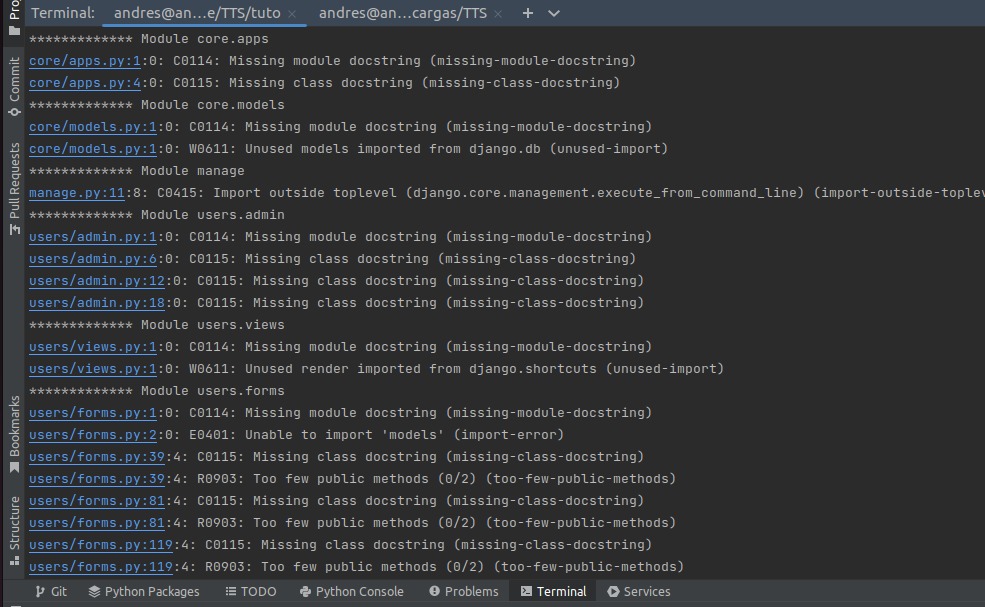 Terminal: andres@an...e/TTS/tuto × andres@an...cargas/TTS × +
************* Module core.apps
core/apps.py:1:0: C0114: Missing module docstring (missing-module-docstring)
core/apps.py:4:0: C0115: Missing class docstring (missing-class-docstring)
************* Module core.models
core/models.py:1:0: C0114: Missing module docstring (missing-module-docstring)
core/models.py:1:0: W0611: Unused models imported from django.db (unused-import)
************* Module manage
manage.py:11:8: C0415: Import outside toplevel (django.core.management.execute_from_command_line) (import-outside-toplev
************* Module users.admin
users/admin.py:1:0: C0114: Missing module docstring (missing-module-docstring)
users/admin.py:6:0: C0115: Missing class docstring (missing-class-docstring)
users/admin.py:12:0: C0115: Missing class docstring (missing-class-docstring)
users/admin.py:18:0: C0115: Missing class docstring (missing-class-docstring)
************* Module users.views
users/views.py:1:0: C0114: Missing module docstring (missing-module-docstring)
users/views.py:1:0: W0611: Unused render imported from django.shortcuts (unused-import)
************* Module users.forms
users/forms.py:1:0: C0114: Missing module docstring (missing-module-docstring)
users/forms.py:2:0: E0401: Unable to import 'models' (import-error)
users/forms.py:39:4: C0115: Missing class docstring (missing-class-docstring)
users/forms.py:39:4: R0903: Too few public methods (0/2) (too-few-public-methods)
users/forms.py:81:4: C0115: Missing class docstring (missing-class-docstring)
users/forms.py:81:4: R0903: Too few public methods (0/2) (too-few-public-methods)
users/forms.py:119:4: C0115: Missing class docstring (missing-class-docstring)
users/forms.py:119:4: R0903: Too few public methods (0/2) (too-few-public-methods)
Pro
Commit
Pull Requests
Bookmarks
Structure
Git Python Packages TODO Python Console Problems Terminal Services